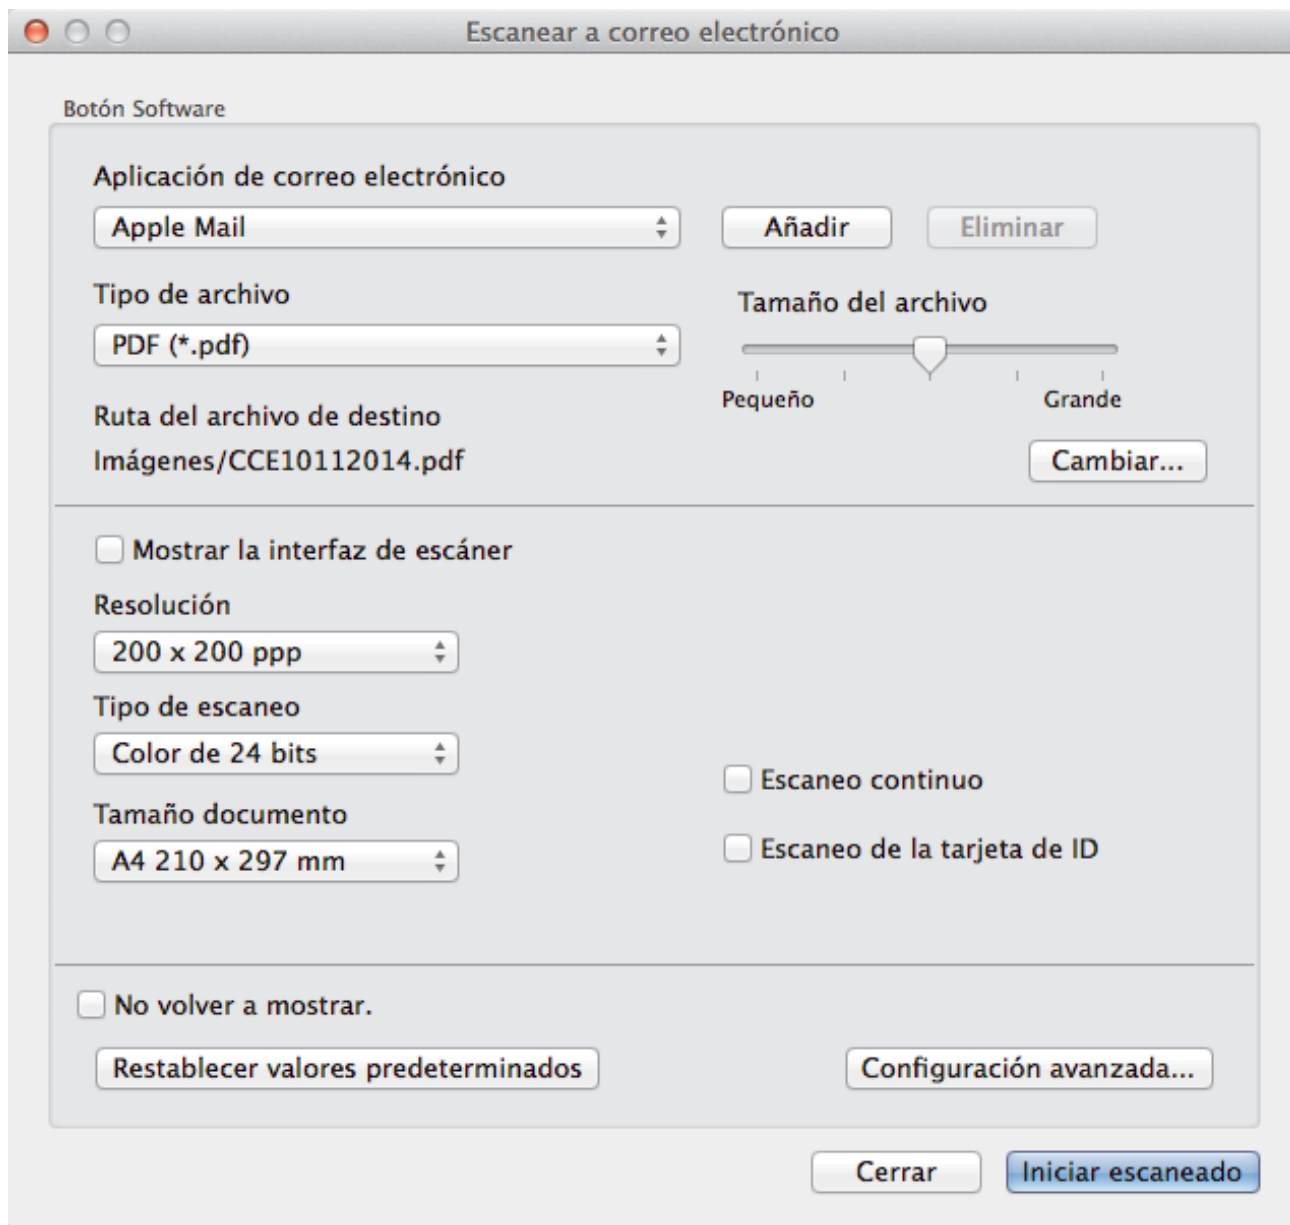 Escanear a correo electrónico
Botón Software
Aplicación de correo electrónico
Apple Mail
Añadir
Eliminar
Tipo de archivo
Tamaño del archivo
PDF (*.pdf)
Pequeño
Grande
Ruta del archivo de destino
Imágenes/CCE10112014.pdf
Cambiar...
Mostrar la interfaz de escáner
Resolución
200 x 200 ppp
Tipo de escaneo
Color de 24 bits
Escaneo continuo
Tamaño documento
Escaneo de la tarjeta de ID
A4 210 x 297 mm
No volver a mostrar.
Restablecer valores predeterminados
Configuración avanzada...
Cerrar
Iniciar escaneado